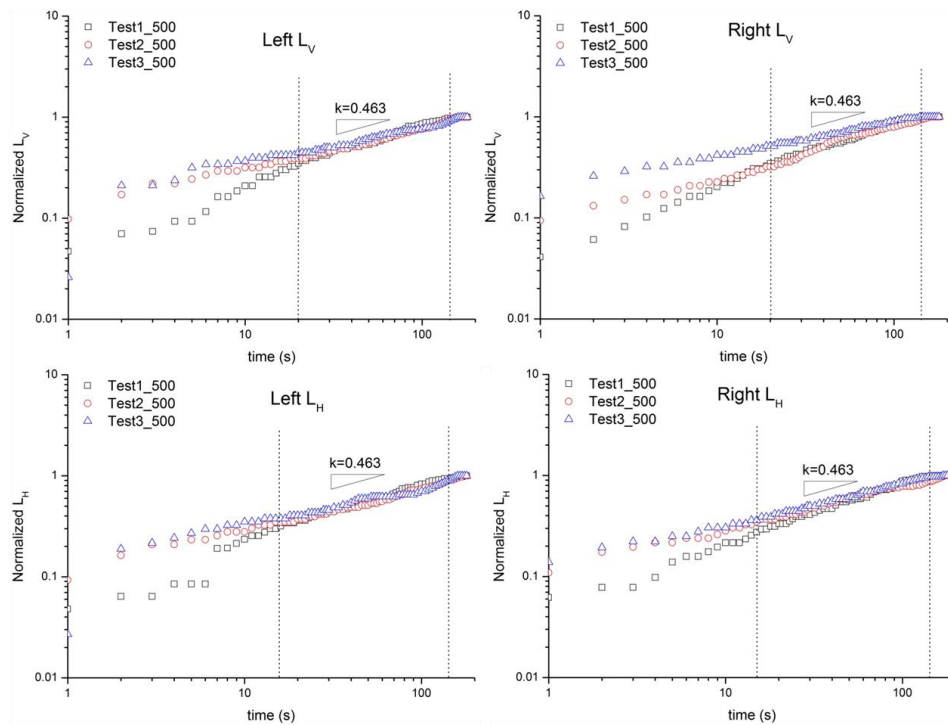 Test1_500
Test2_500
Test3_500
Left L_V
k=0.463
Normalized L_V
10
1
0.1
0.01
1
10
100
time (s)
Test1_500
Test2_500
Test3_500
Right L_V
k=0.463
Normalized L_V
10
1
0.1
0.01
1
10
100
time (s)
Test1_500
Test2_500
Test3_500
Left L_H
k=0.463
Normalized L_H
10
1
0.1
0.01
1
10
100
time (s)
Test1_500
Test2_500
Test3_500
Right L_H
k=0.463
Normalized L_H
10
1
0.1
0.01
1
10
100
time (s)